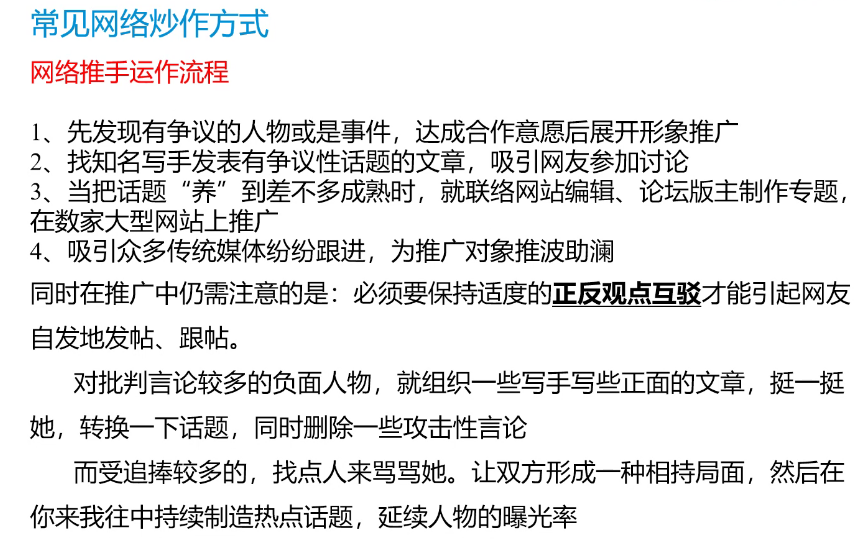 常见网络炒作方式
网络推手运作流程
1、先发现有争议的人物或是事件，达成合作意愿后展开形象推广
2、找知名写手发表有争议性话题的文章，吸引网友参加讨论
3、当把话题“养”到差不多成熟时，就联络网站编辑、论坛版主制作专题，
在数家大型网站上推广
4、吸引众多传统媒体纷纷跟进，为推广对象推波助澜
同时在推广中仍需注意的是：必须要保持适度的正反观点互驳才能引起网友
自发地发帖、跟帖。
对批判言论较多的负面人物，就组织一些写手写些正面的文章，挺一挺
她，转换一下话题，同时删除一些攻击性言论
而受追捧较多的，找点人来骂骂她。让双方形成一种相持局面，然后在
你来我往中持续制造热点话题，延续人物的曝光率